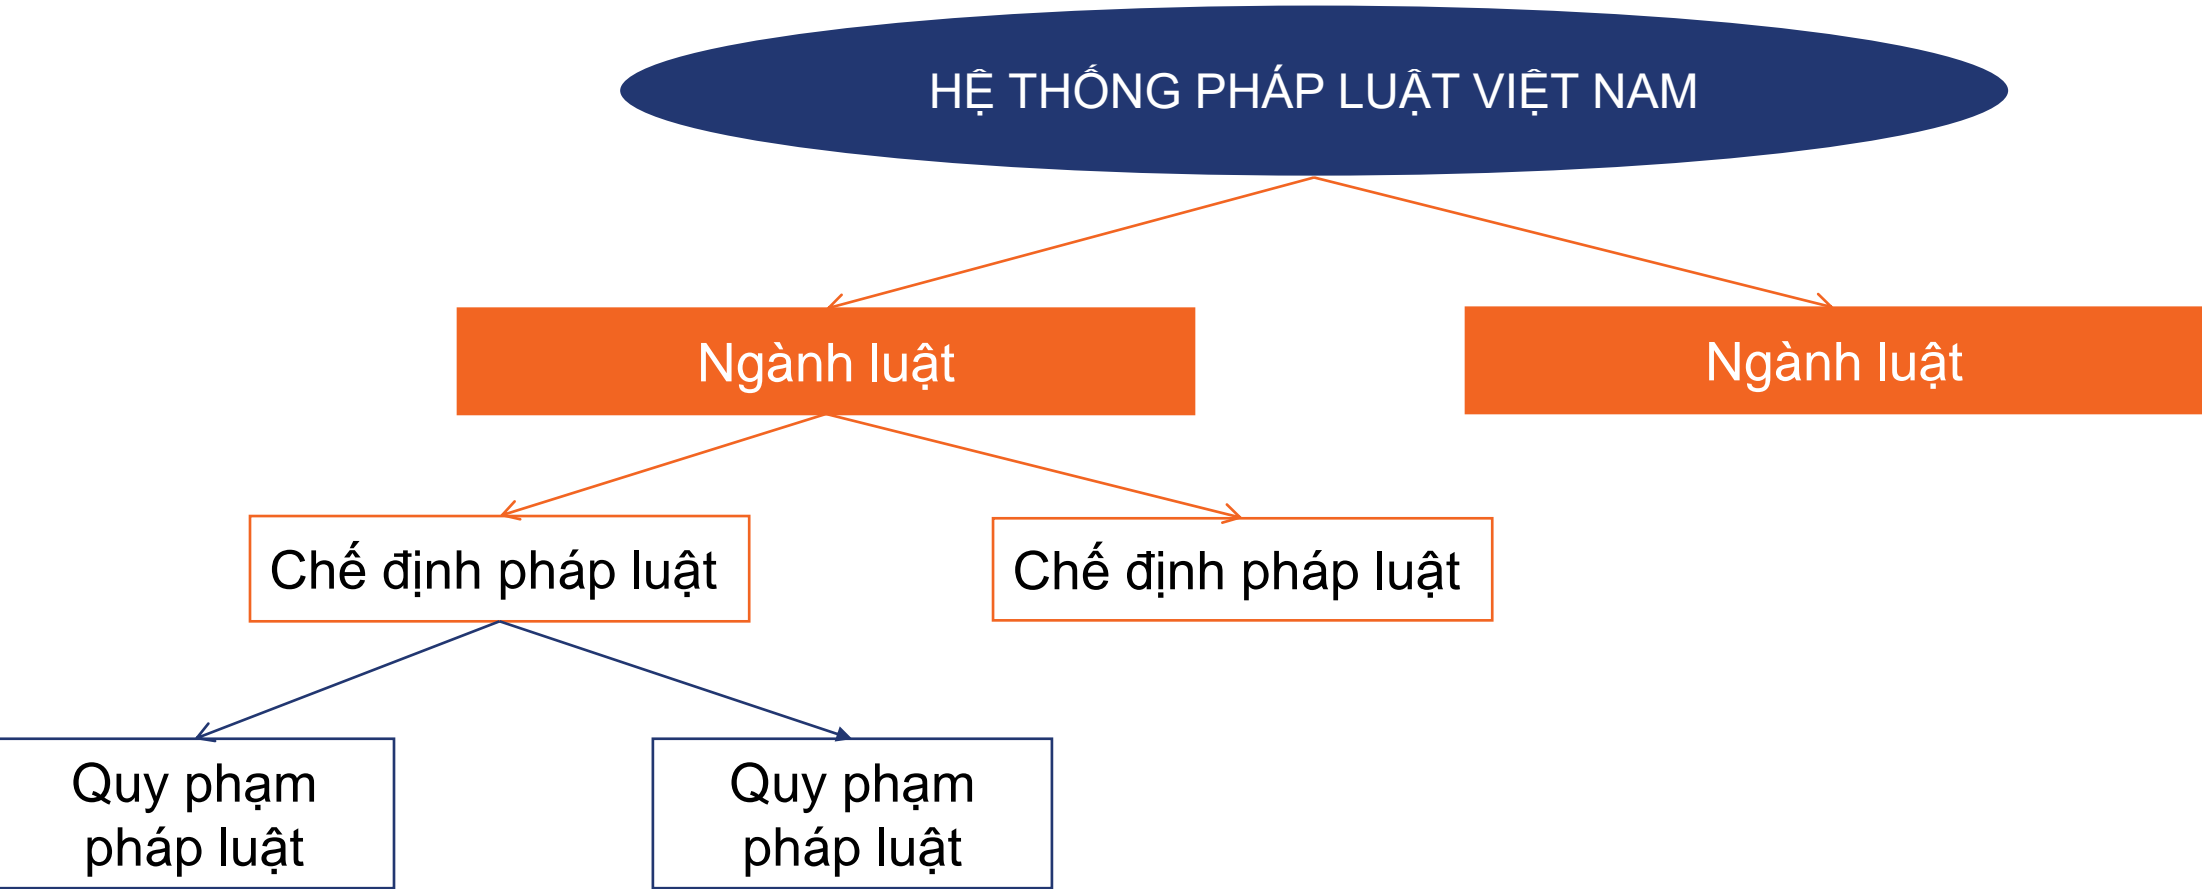 HỆ THỐNG PHÁP LUẬT VIỆT NAM
Ngành luật
Ngành luật
Chế định pháp luật
Chế định pháp luật
Quy phạm
pháp luật
Quy phạm
pháp luật